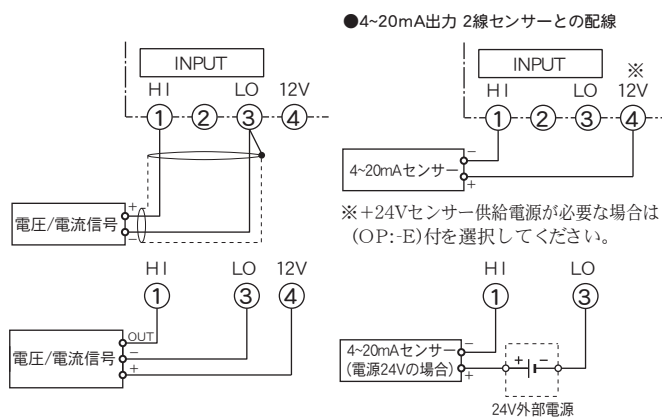 INPUT
HI LO 12V
① ② ③ ④
+
電圧/電流信号
−
HI LO 12V
① ③ ④
OUT
電圧/電流信号
−
+
●4~20mA出力 2線センサーとの配線
INPUT
※
HI LO 12V
① ② ③ ④
−
4~20mAセンサー
+
※+24Vセンサー供給電源が必要な場合は
(OP:-E)付を選択してください。
HI LO
① ③
−
4~20mAセンサー
(電源24Vの場合)
+
+ −
24V外部電源